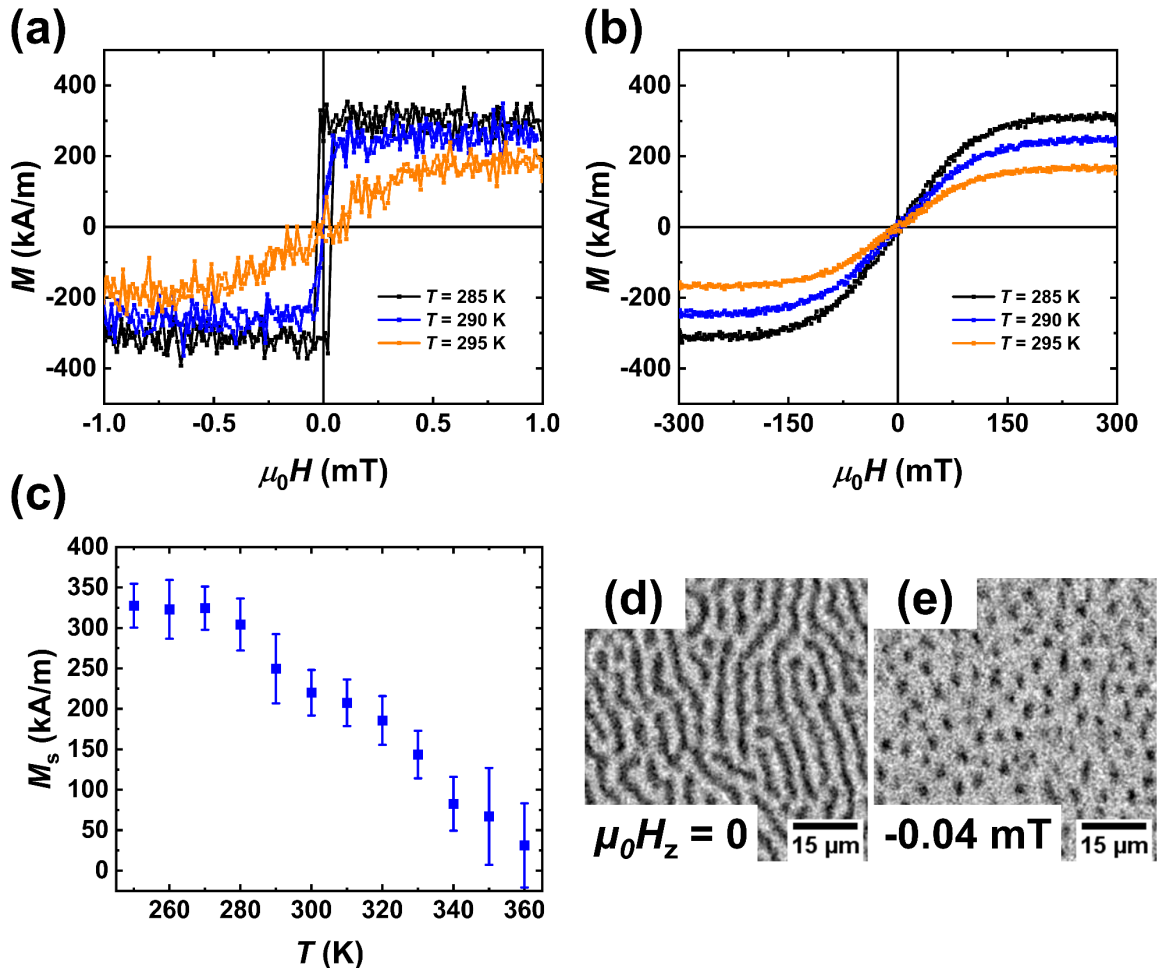 (a)
M (kA/m)
400
200
0
-200
-400
T = 285 K
T = 290 K
T = 295 K
-1.0 -0.5 0.0 0.5 1.0
μ₀H (mT)
(b)
M (kA/m)
400
200
0
-200
-400
T = 285 K
T = 290 K
T = 295 K
-300 -150 0 150 300
μ₀H (mT)
(c)
Mₛ (kA/m)
400
350
300
250
200
150
100
50
0
260 280 300 320 340 360
T (K)
(d)
μ₀H_z = 0
15 μm
(e)
-0.04 mT
15 μm